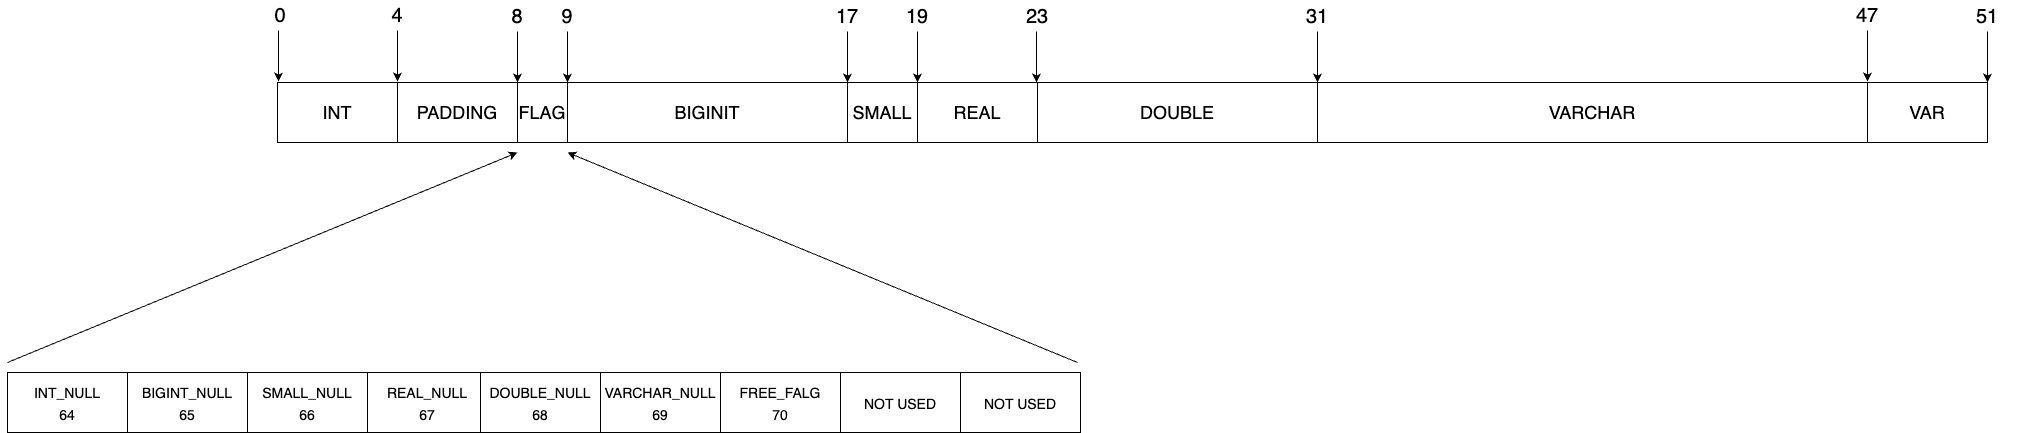 0 4 8 9 17 19 23 31 47 51
INT PADDING FLAG BIGINIT SMALL REAL DOUBLE VARCHAR VAR
INT_NULL BIGINT_NULL SMALL_NULL REAL_NULL DOUBLE_NULL VARCHAR_NULL FREE_FALG NOT USED NOT USED
64 65 66 67 68 69 70